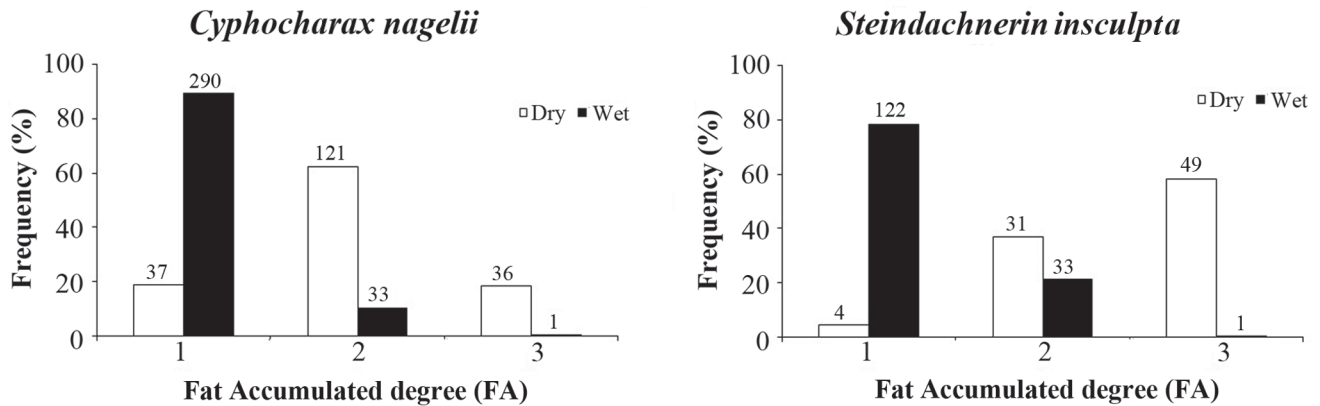 Cyphocharax nagelii
100
80
60
40
20
0
Frequency (%)
290
121
37
33
36
1
Dry Wet
1 2 3
Fat Accumulated degree (FA)
Steindachnerin insculpta
100
80
60
40
20
0
Frequency (%)
122
49
31
33
4
1
Dry Wet
1 2 3
Fat Accumulated degree (FA)